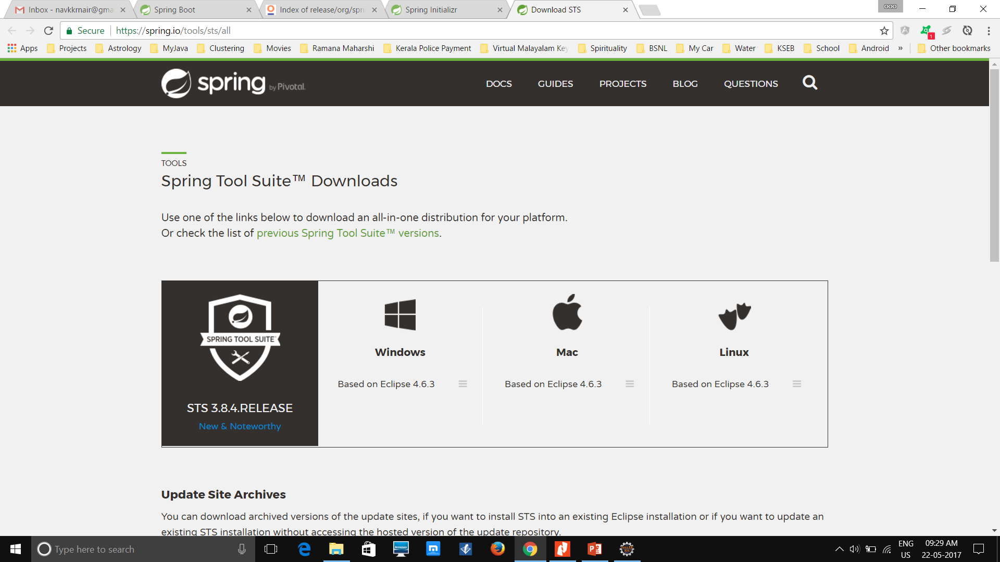 Inbox - navkkrnair@gma
Spring Boot
Index of release/org/spri
Spring Initializr
Download STS
Secure
https://spring.io/tools/sts/all
1
Apps
Projects
Astrology
MyJava
Clustering
Movies
Ramana Maharshi
Kerala Police Payment
Virtual Malayalam Key
Spirituality
BSNL
My Car
Water
KSEB
School
Android
»
Other bookmarks
spring by Pivotal.
DOCS
GUIDES
PROJECTS
BLOG
QUESTIONS
TOOLS
Spring Tool Suite™ Downloads
Use one of the links below to download an all-in-one distribution for your platform.
Or check the list of previous Spring Tool Suite™ versions.
SPRING TOOL SUITE™
STS 3.8.4.RELEASE
New & Noteworthy
Windows
Based on Eclipse 4.6.3
Mac
Based on Eclipse 4.6.3
Linux
Based on Eclipse 4.6.3
Update Site Archives
You can download archived versions of the update sites, if you want to install STS into an existing Eclipse installation or if you want to update an
existing STS installation without accessing the hosted version of the update repository.
Type here to search
ENG
US
09:29 AM
22-05-2017